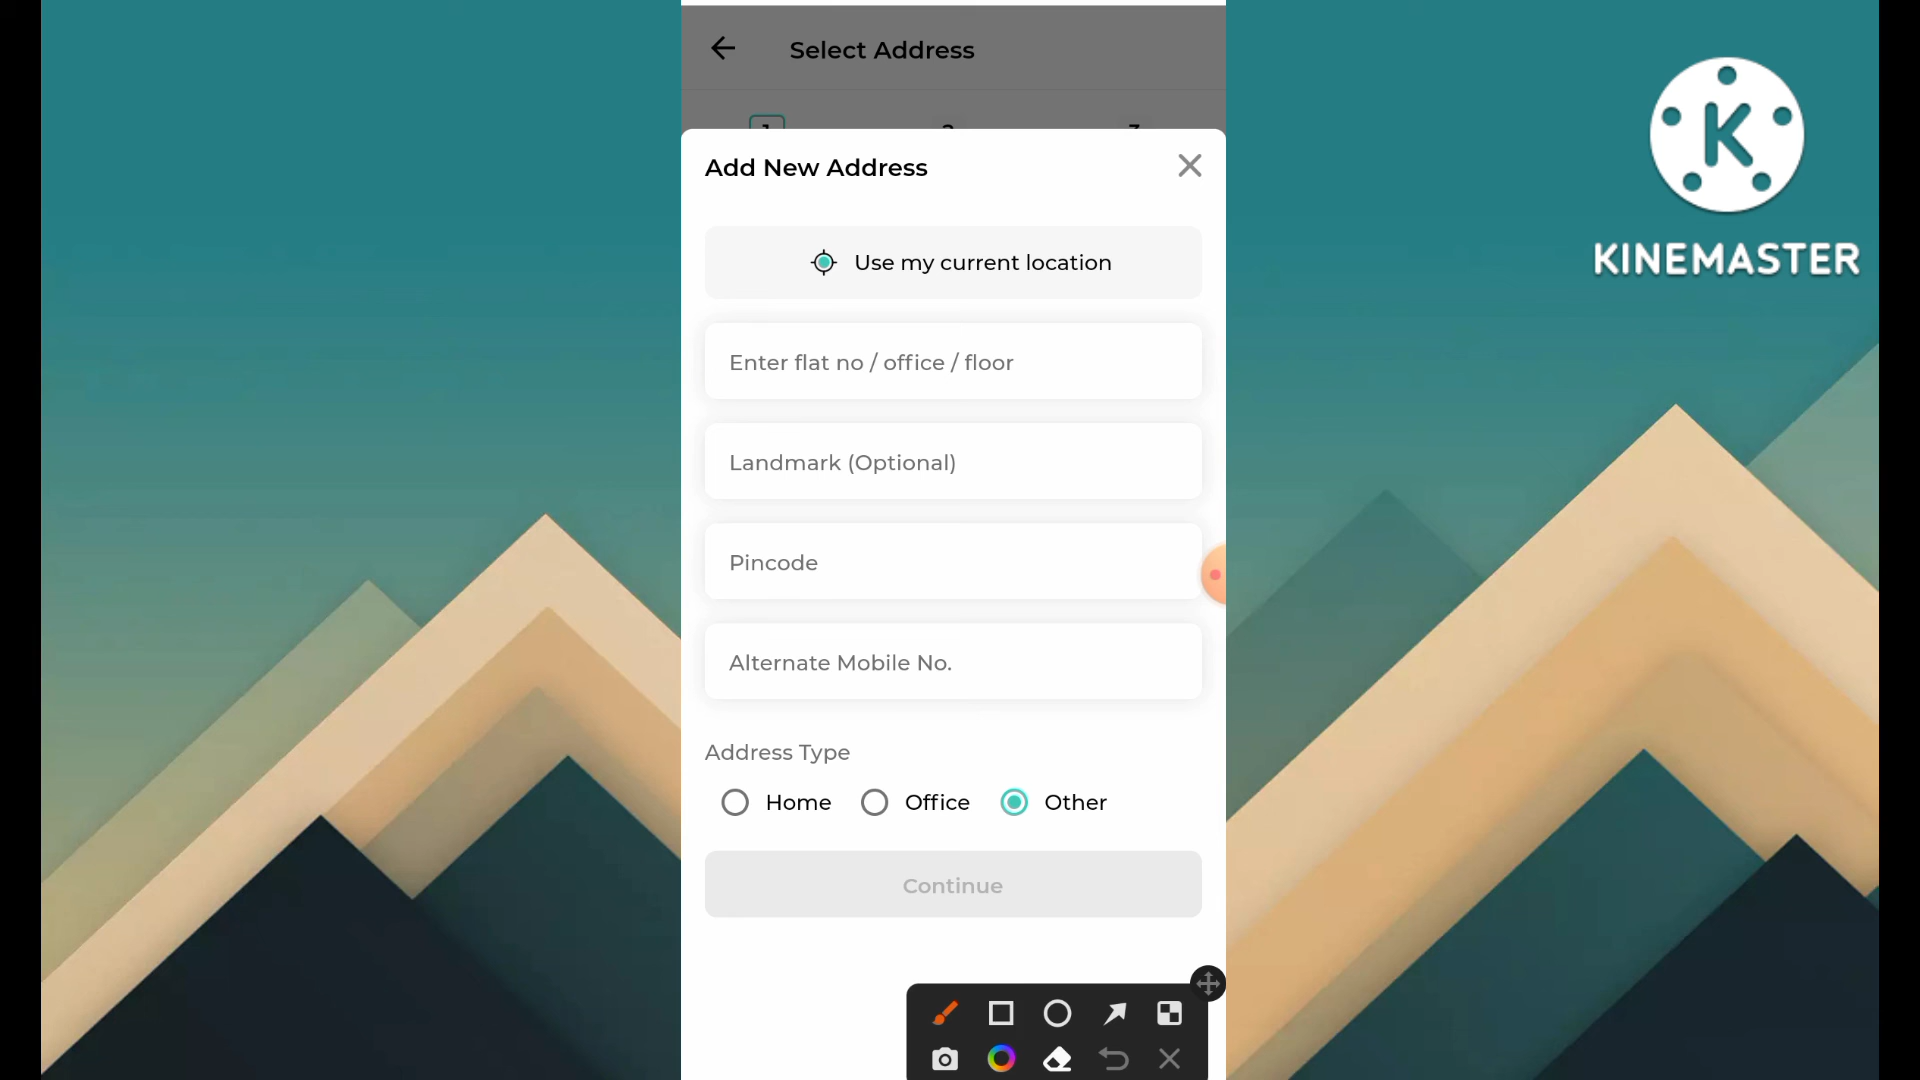 Select Address
Add New Address
Use my current location
Enter flat no / office / floor
Landmark (Optional)
Pincode
Alternate Mobile No.
Address Type
Home Office Other
Continue
K
KINEMASTER